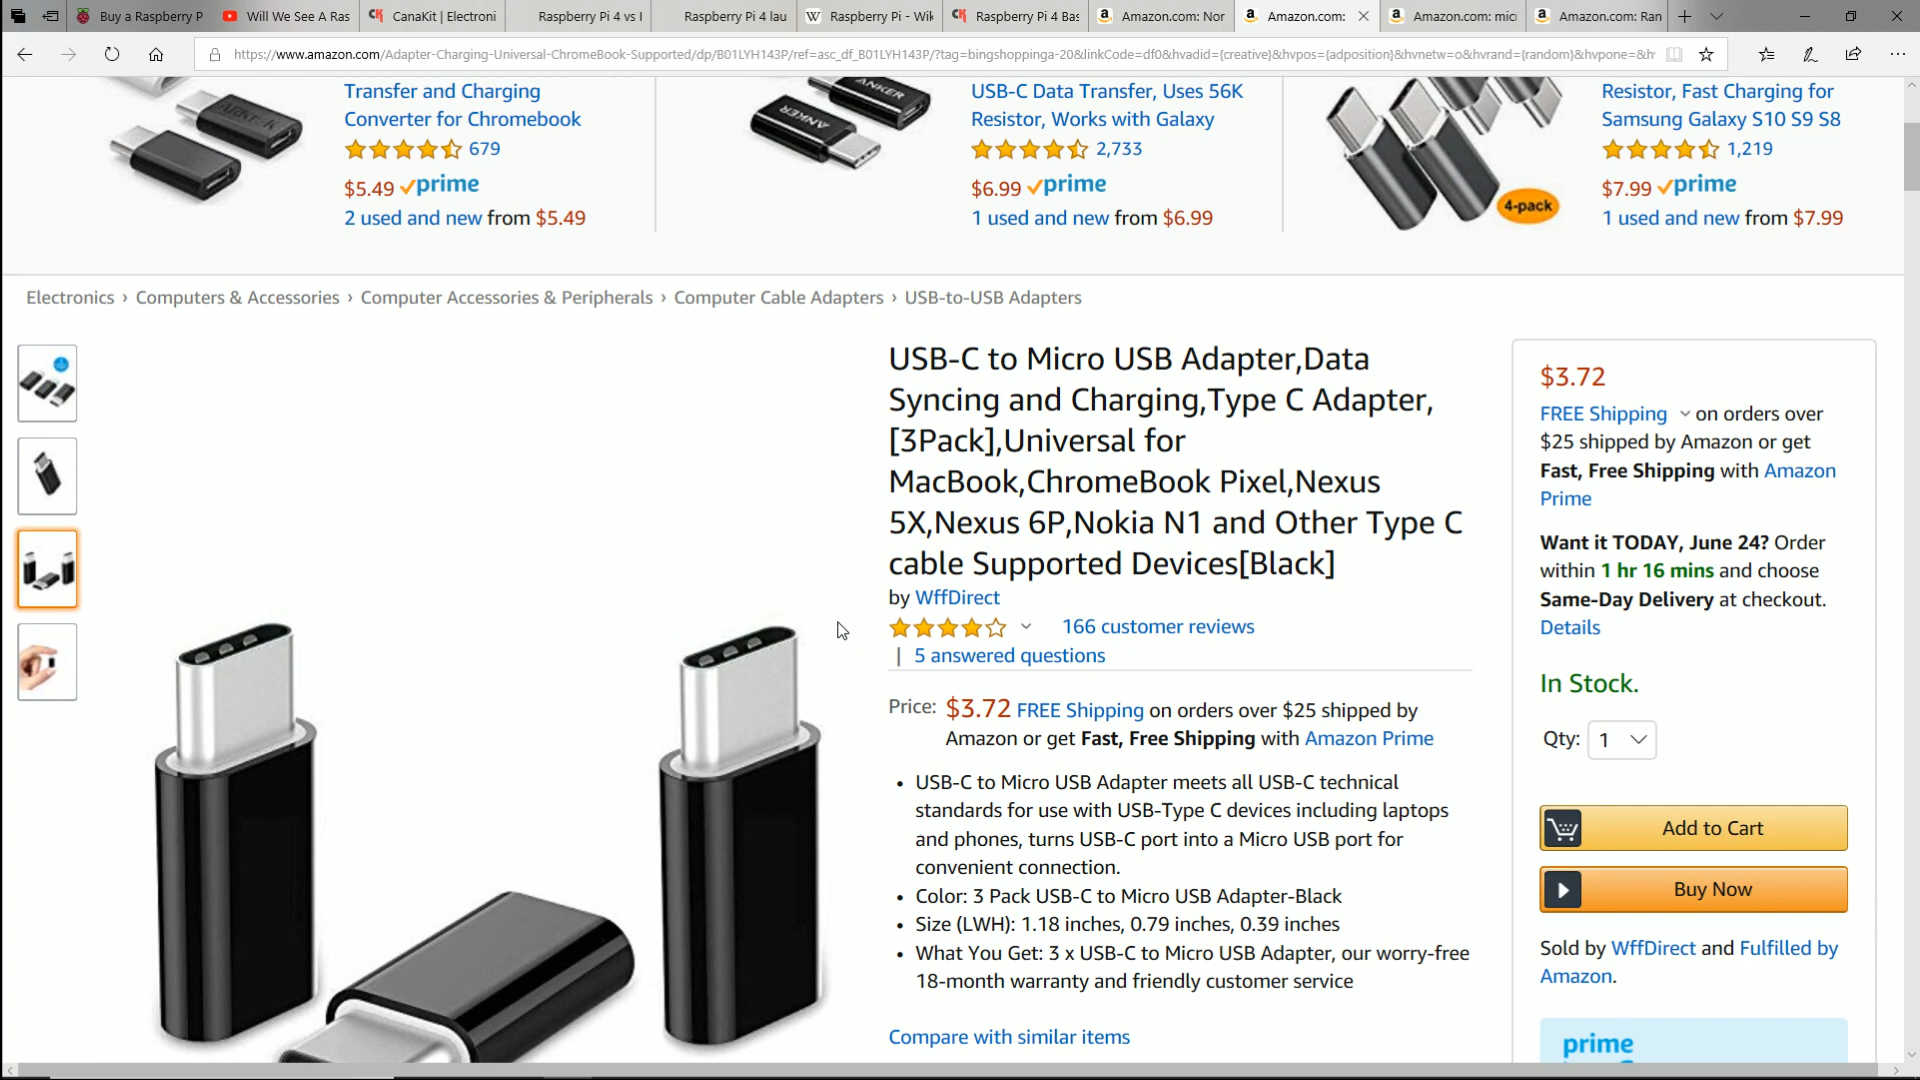 Buy a Raspberry P
Will We See A Ras
CanaKit | Electroni
Raspberry Pi 4 vs I
Raspberry Pi 4 lau
Raspberry Pi - Wik
Raspberry Pi 4 Bas
Amazon.com: Nor
Amazon.com:
Amazon.com: mic
Amazon.com: Ran
https://www.amazon.com/Adapter-Charging-Universal-ChromeBook-Supported/dp/B01LYH143P/ref=asc_df_B01LYH143P/?tag=bingshoppinga-20&linkCode=df0&hvadid={creative}&hvpos={adposition}&hvnetw=o&hvrand={random}&hvpone=&h
Transfer and Charging
Converter for Chromebook
679
$5.49 prime
2 used and new from $5.49
ANKER
ANKER
USB-C Data Transfer, Uses 56K
Resistor, Works with Galaxy
2,733
$6.99 prime
1 used and new from $6.99
4-pack
Resistor, Fast Charging for
Samsung Galaxy S10 S9 S8
1,219
$7.99 prime
1 used and new from $7.99
Electronics › Computers & Accessories › Computer Accessories & Peripherals › Computer Cable Adapters › USB-to-USB Adapters
USB-C to Micro USB Adapter,Data
Syncing and Charging,Type C Adapter,
[3Pack],Universal for
MacBook,ChromeBook Pixel,Nexus
5X,Nexus 6P,Nokia N1 and Other Type C
cable Supported Devices[Black]
by WffDirect
166 customer reviews
| 5 answered questions
Price: $3.72 FREE Shipping on orders over $25 shipped by
Amazon or get Fast, Free Shipping with Amazon Prime
• USB-C to Micro USB Adapter meets all USB-C technical
standards for use with USB-Type C devices including laptops
and phones, turns USB-C port into a Micro USB port for
convenient connection.
• Color: 3 Pack USB-C to Micro USB Adapter-Black
• Size (LWH): 1.18 inches, 0.79 inches, 0.39 inches
• What You Get: 3 x USB-C to Micro USB Adapter, our worry-free
18-month warranty and friendly customer service
Compare with similar items
$3.72
FREE Shipping on orders over
$25 shipped by Amazon or get
Fast, Free Shipping with Amazon
Prime
Want it TODAY, June 24? Order
within 1 hr 16 mins and choose
Same-Day Delivery at checkout.
Details
In Stock.
Qty: 1
Add to Cart
Buy Now
Sold by WffDirect and Fulfilled by
Amazon.
prime